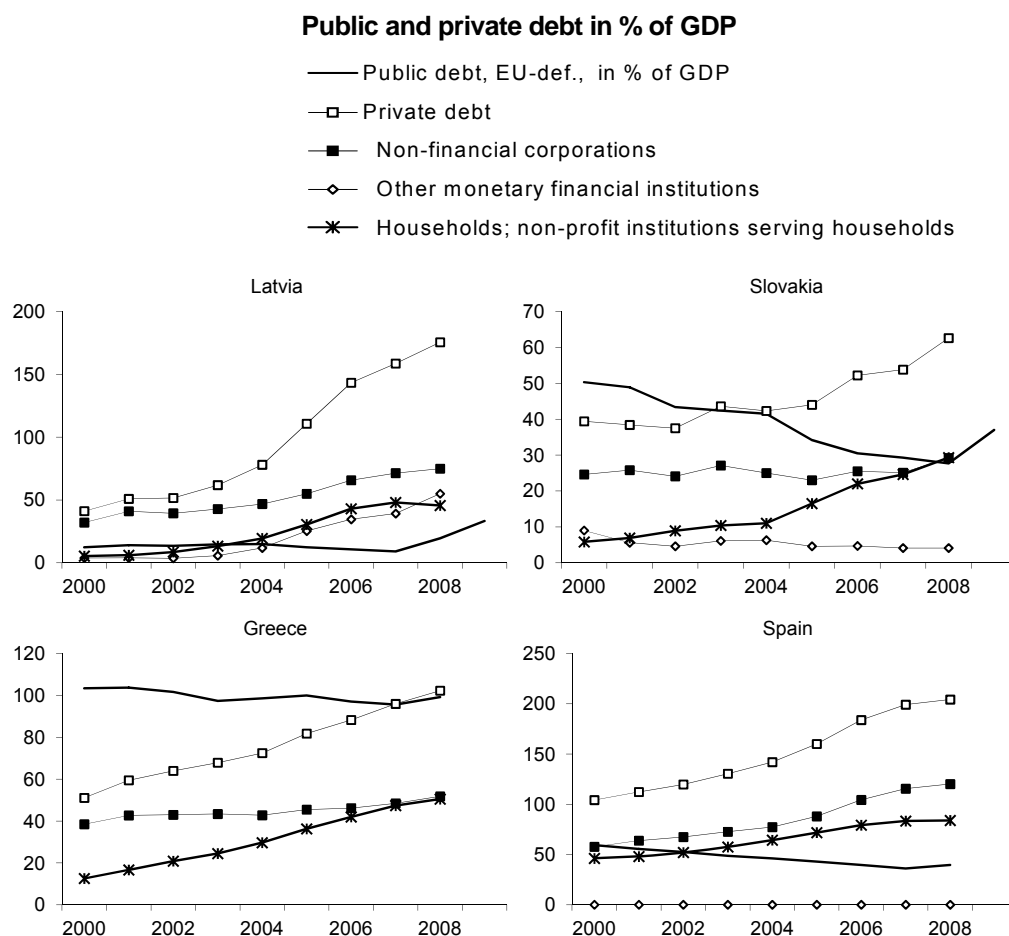 Public and private debt in % of GDP
Public debt, EU-def., in % of GDP
Private debt
Non-financial corporations
Other monetary financial institutions
Households; non-profit institutions serving households
Latvia
200
150
100
50
0
2000 2002 2004 2006 2008
Slovakia
70
60
50
40
30
20
10
0
2000 2002 2004 2006 2008
Greece
120
100
80
60
40
20
0
2000 2002 2004 2006 2008
Spain
250
200
150
100
50
0
2000 2002 2004 2006 2008